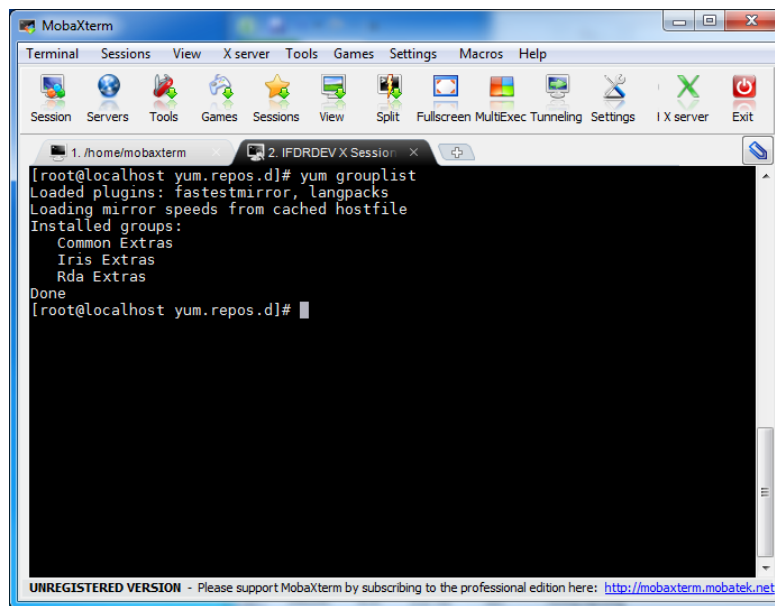 MobaXterm
Terminal Sessions View X server Tools Games Settings Macros Help
Session Servers Tools Games Sessions View Split Fullscreen MultiExec Tunneling Settings X server Exit
1. /home/mobaxterm 2. IFDRDEV X Session
[root@localhost yum.repos.d]# yum grouplist
Loaded plugins: fastestmirror, langpacks
Loading mirror speeds from cached hostfile
Installed groups:
Common Extras
Iris Extras
Rda Extras
Done
[root@localhost yum.repos.d]#
UNREGISTERED VERSION - Please support MobaXterm by subscribing to the professional edition here: http://mobaxterm.mobatek.net